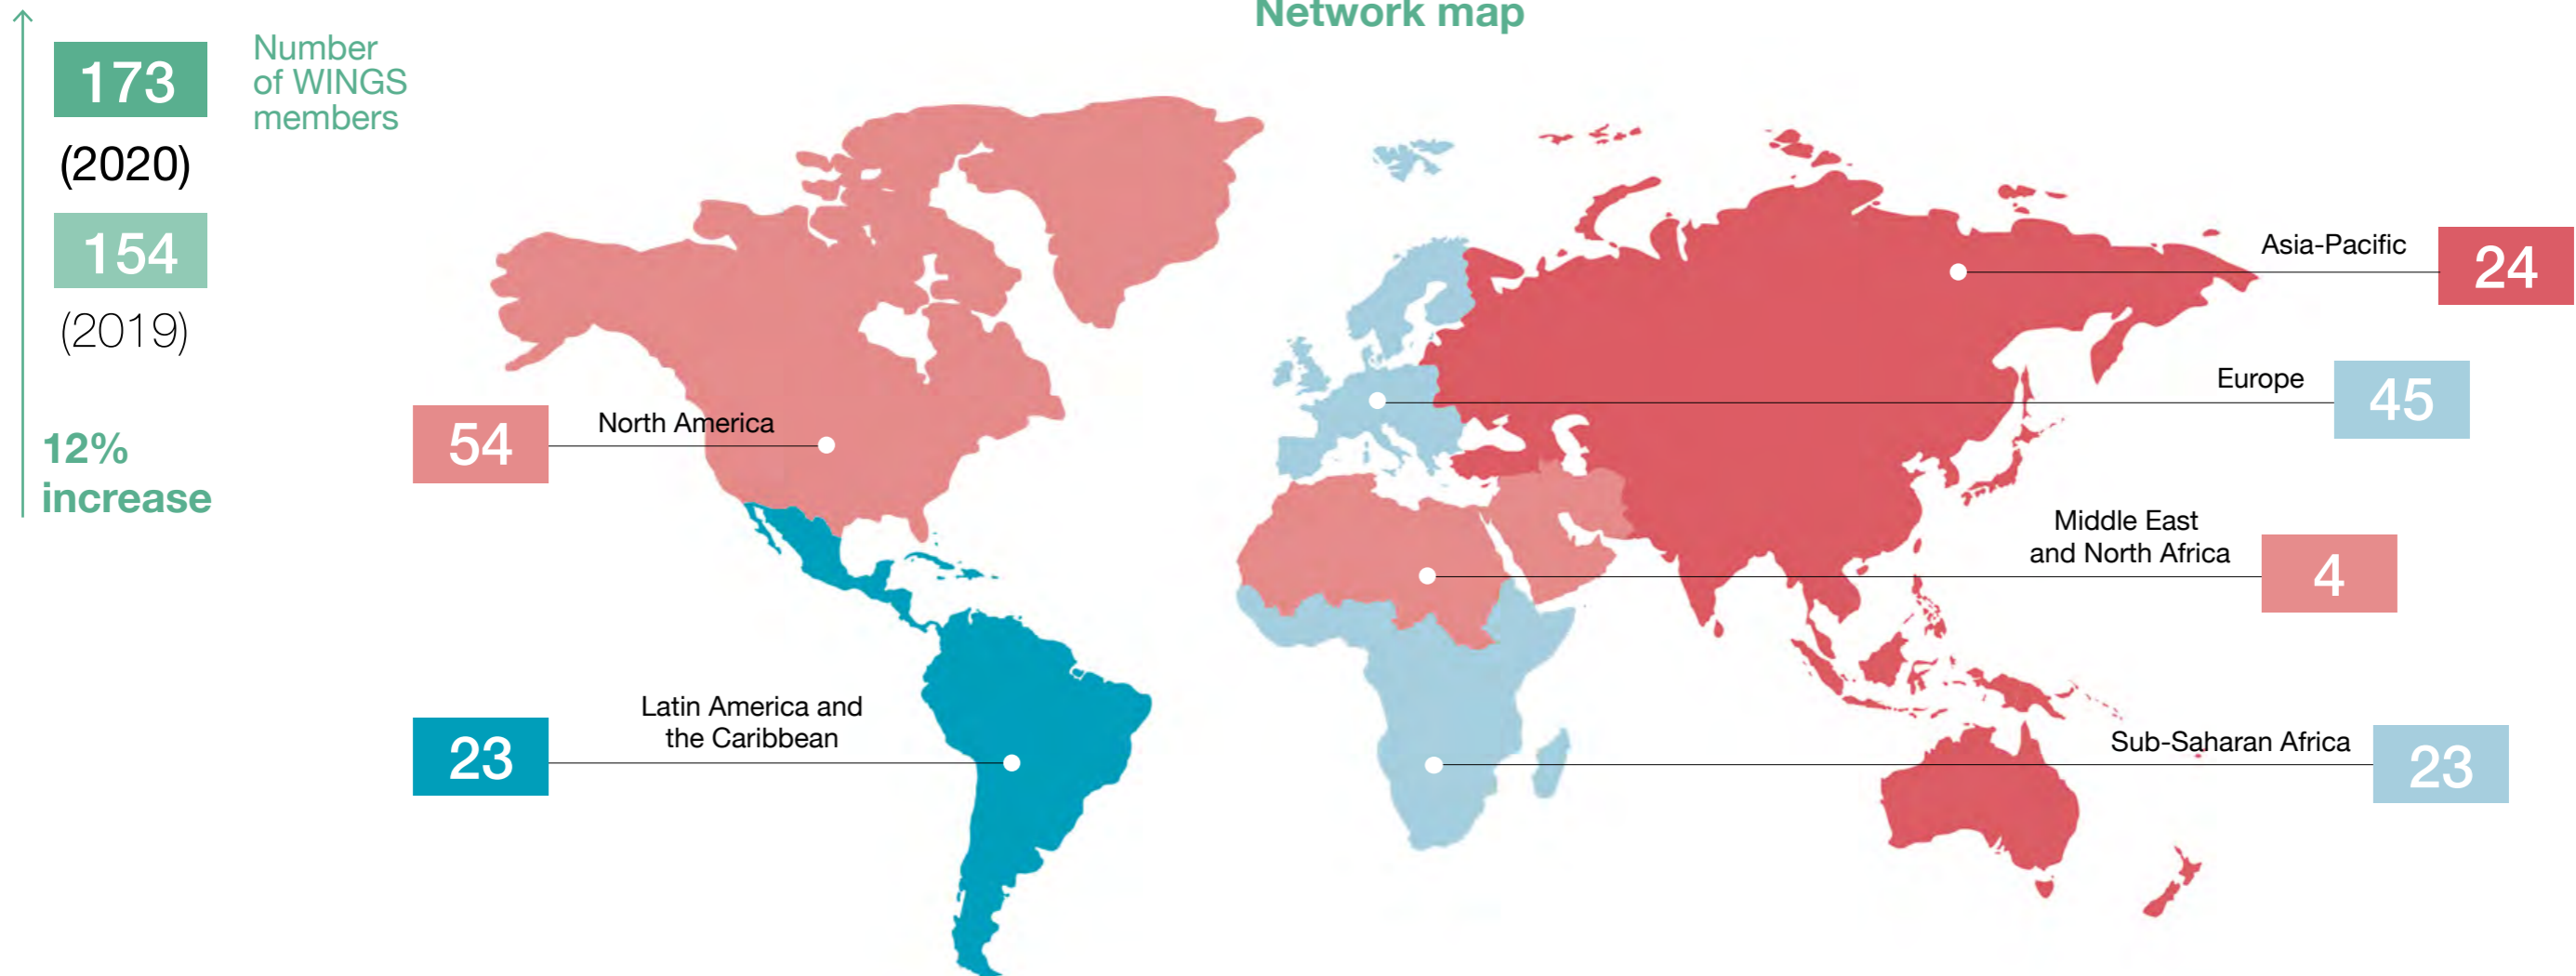 Network map
173
(2020)
154
(2019)
Number
of WINGS
members
12%
increase
54
North America
23
Latin America and
the Caribbean
Asia-Pacific
24
Europe
45
Middle East
and North Africa
4
Sub-Saharan Africa
23